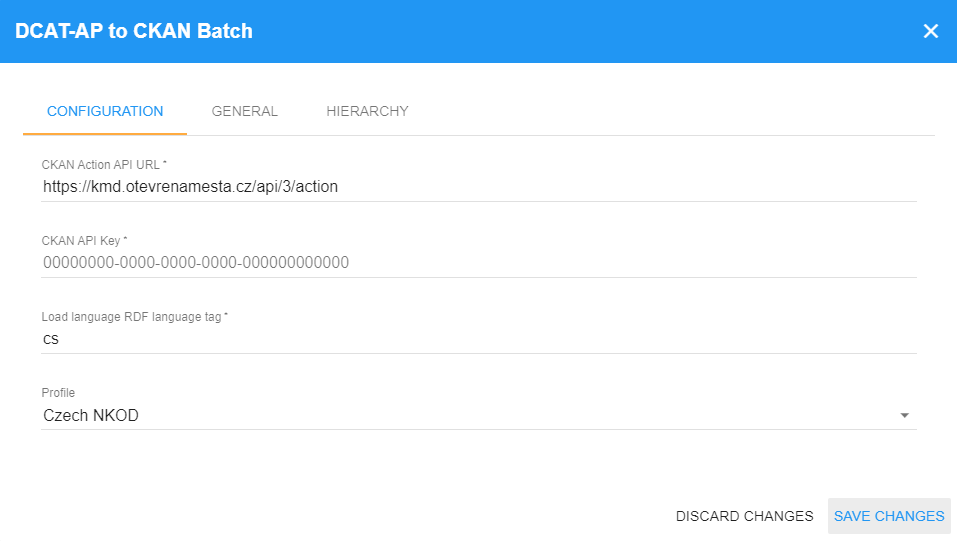 DCAT-AP to CKAN Batch
CONFIGURATION GENERAL HIERARCHY
CKAN Action API URL *
https://kmd.otevrenamesta.cz/api/3/action
CKAN API Key *
00000000-0000-0000-0000-000000000000
Load language RDF language tag *
cs
Profile
Czech NKOD
DISCARD CHANGES SAVE CHANGES